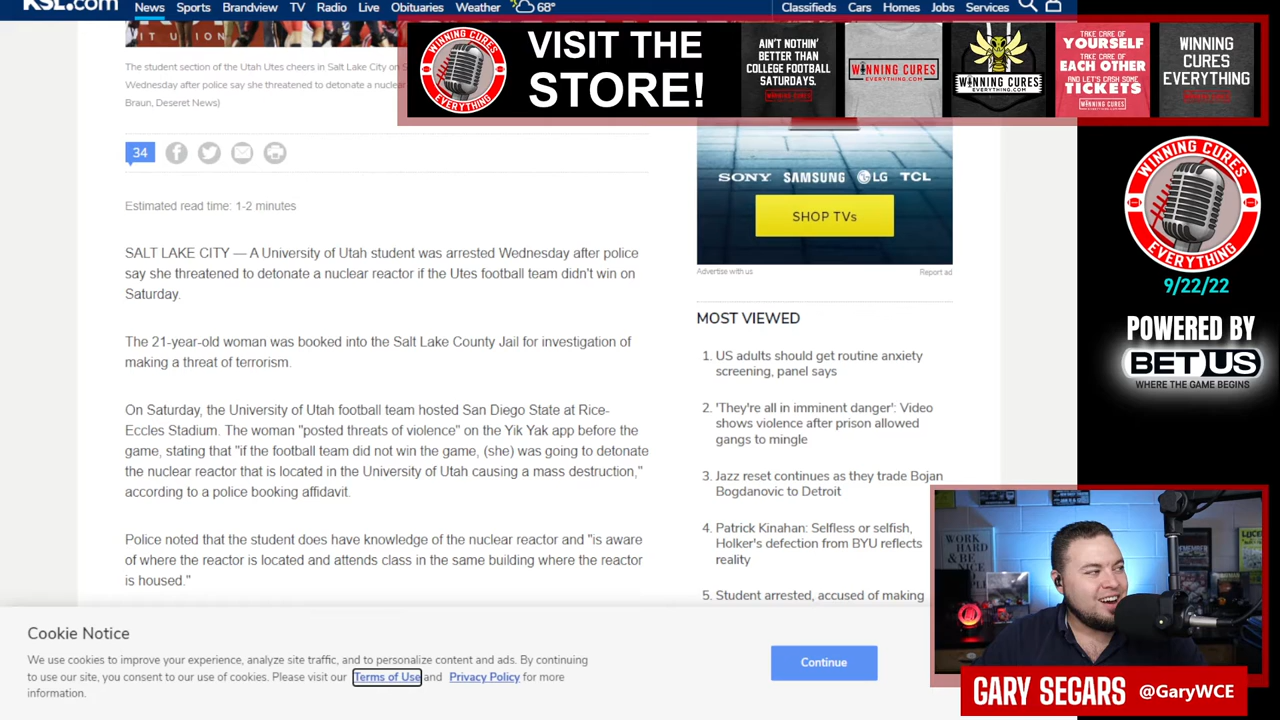 KSL.com
News Sports Brandview TV Radio Live Obituaries Weather 68° Classifieds Cars Homes Jobs Services
IT UNION
The student section of the Utah Utes cheers in Salt Lake City on
Wednesday after police say she threatened to detonate a nuclear
Braun, Deseret News)
WINNING CURES
EVERYTHING
VISIT THE
STORE!
AIN'T NOTHIN'
BETTER THAN
COLLEGE FOOTBALL
SATURDAYS.
WINNING CURES
WINNING CURES
TAKE CARE OF
YOURSELF
TAKE CARE OF
EACH OTHER
AND LET'S CASH SOME
TICKETS
WINNING
CURES
EVERYTHING
34
Estimated read time: 1-2 minutes
SALT LAKE CITY — A University of Utah student was arrested Wednesday after police
say she threatened to detonate a nuclear reactor if the Utes football team didn't win on
Saturday.
The 21-year-old woman was booked into the Salt Lake County Jail for investigation of
making a threat of terrorism.
On Saturday, the University of Utah football team hosted San Diego State at Rice-
Eccles Stadium. The woman "posted threats of violence" on the Yik Yak app before the
game, stating that "if the football team did not win the game, (she) was going to detonate
the nuclear reactor that is located in the University of Utah causing a mass destruction,"
according to a police booking affidavit.
Police noted that the student does have knowledge of the nuclear reactor and "is aware
of where the reactor is located and attends class in the same building where the reactor
is housed."
SONY SAMSUNG LG TCL
SHOP TVs
Advertise with us Report ad
MOST VIEWED
1. US adults should get routine anxiety
screening, panel says
2. 'They're all in imminent danger': Video
shows violence after prison allowed
gangs to mingle
3. Jazz reset continues as they trade Bojan
Bogdanovic to Detroit
4. Patrick Kinahan: Selfless or selfish,
Holker's defection from BYU reflects
reality
5. Student arrested, accused of making
WINNING CURES
EVERYTHING
9/22/22
POWERED BY
BETUS
WHERE THE GAME BEGINS
WORK
HARD
GARY SEGARS @GaryWCE
Cookie Notice
We use cookies to improve your experience, analyze site traffic, and to personalize content and ads. By continuing
to use our site, you consent to our use of cookies. Please visit our Terms of Use and Privacy Policy for more
information.
Continue